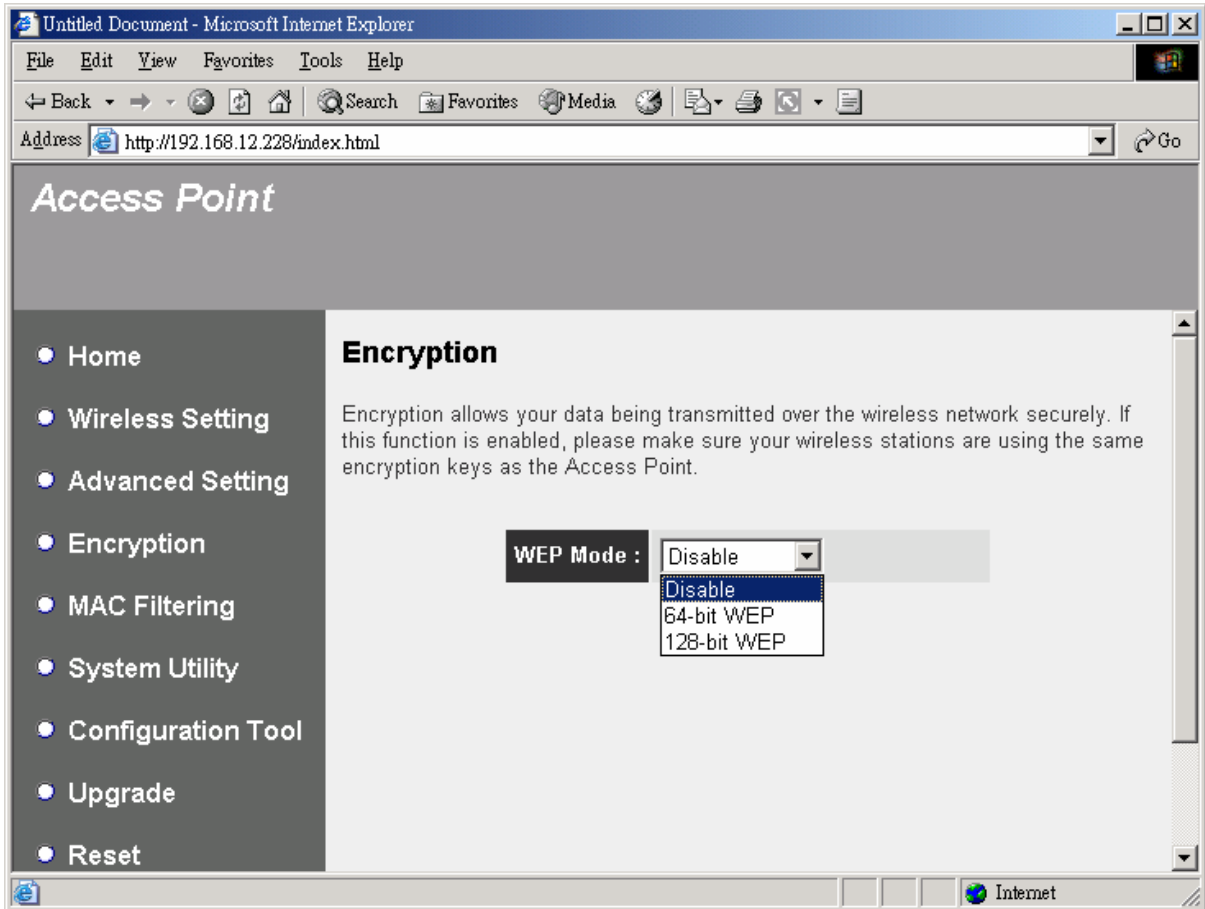 Untitled Document - Microsoft Internet Explorer
File Edit View Favorites Tools Help
Back Search Favorites Media
Address http://192.168.12.228/index.html Go
Access Point
Home
Wireless Setting
Advanced Setting
Encryption
MAC Filtering
System Utility
Configuration Tool
Upgrade
Reset
Encryption
Encryption allows your data being transmitted over the wireless network securely. If
this function is enabled, please make sure your wireless stations are using the same
encryption keys as the Access Point.
WEP Mode : Disable
Disable
64-bit WEP
128-bit WEP
Internet